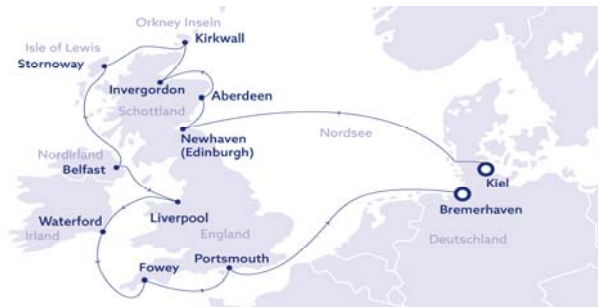 Orkney Inseln
Kirkwall
Isle of Lewis
Stornoway
Invergordon
Aberdeen
Schottland
Newhaven
(Edinburgh)
Nordsee
Nordirland
Belfast
Kiel
Bremerhaven
Waterford
Liverpool
Irland
England
Deutschland
Fowey
Portsmouth